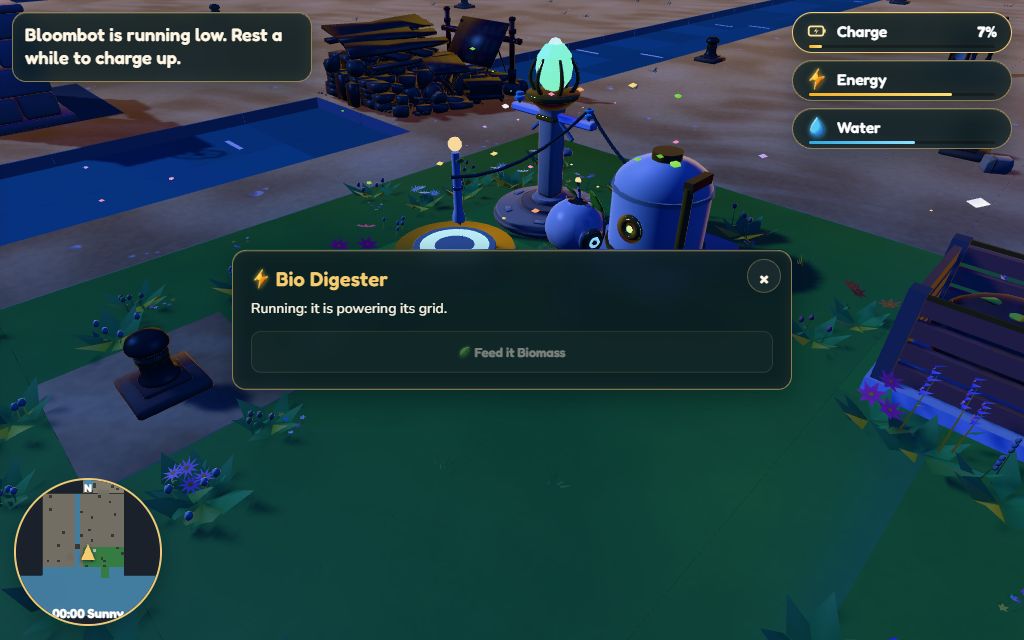 Bloombot is running low. Rest a
while to charge up.
Charge 7%
Energy
Water
Bio Digester
Running: it is powering its grid.
Feed it Biomass
N
00:00 Sunny